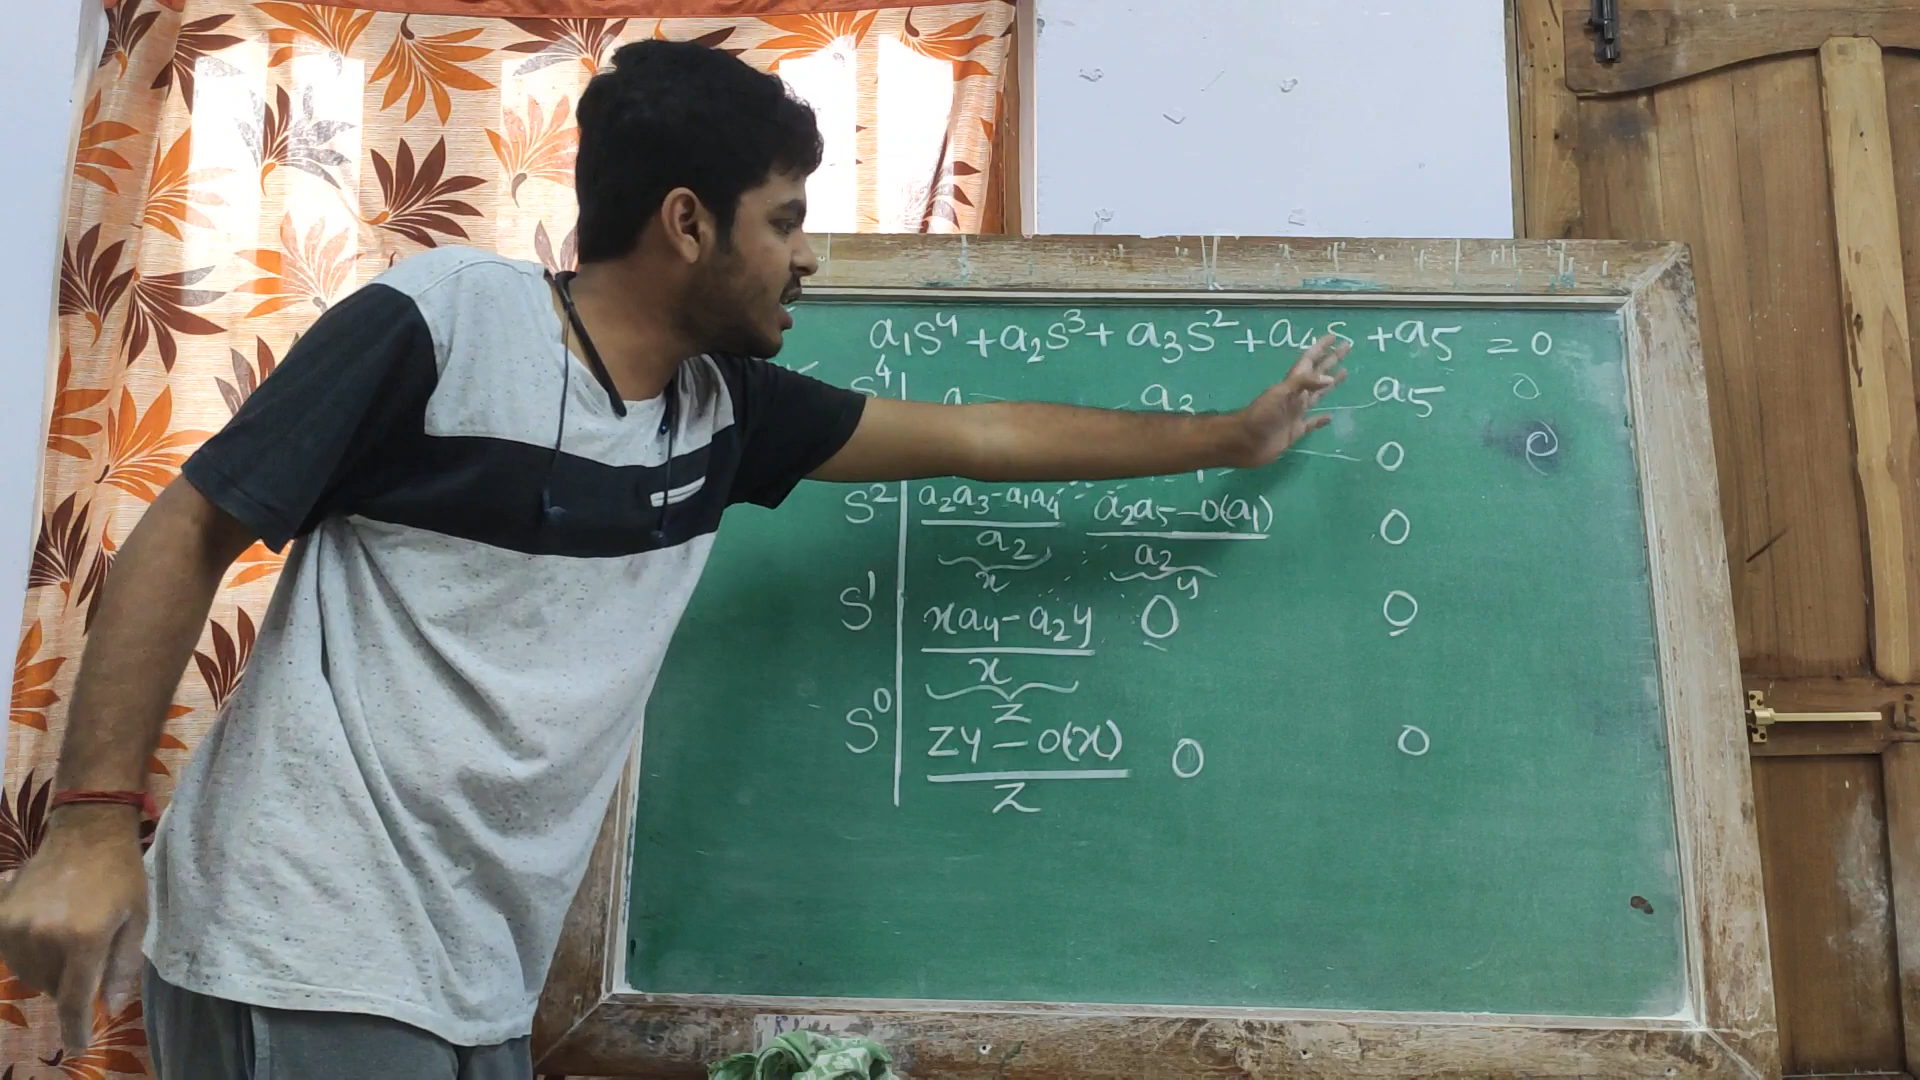 a₁s⁴ + a₂s³ + a₃s² + a₄s + a₅ = 0
s⁴ a a₃ a₅ 0
0 0
s² (a₂a₃ - a₁a₄)/a₂ (a₂a₅ - 0(a₁))/a₂ 0
x y
s¹ (xa₄ - a₂y)/x 0 0
z
s⁰ (zy - 0(x))/z 0 0